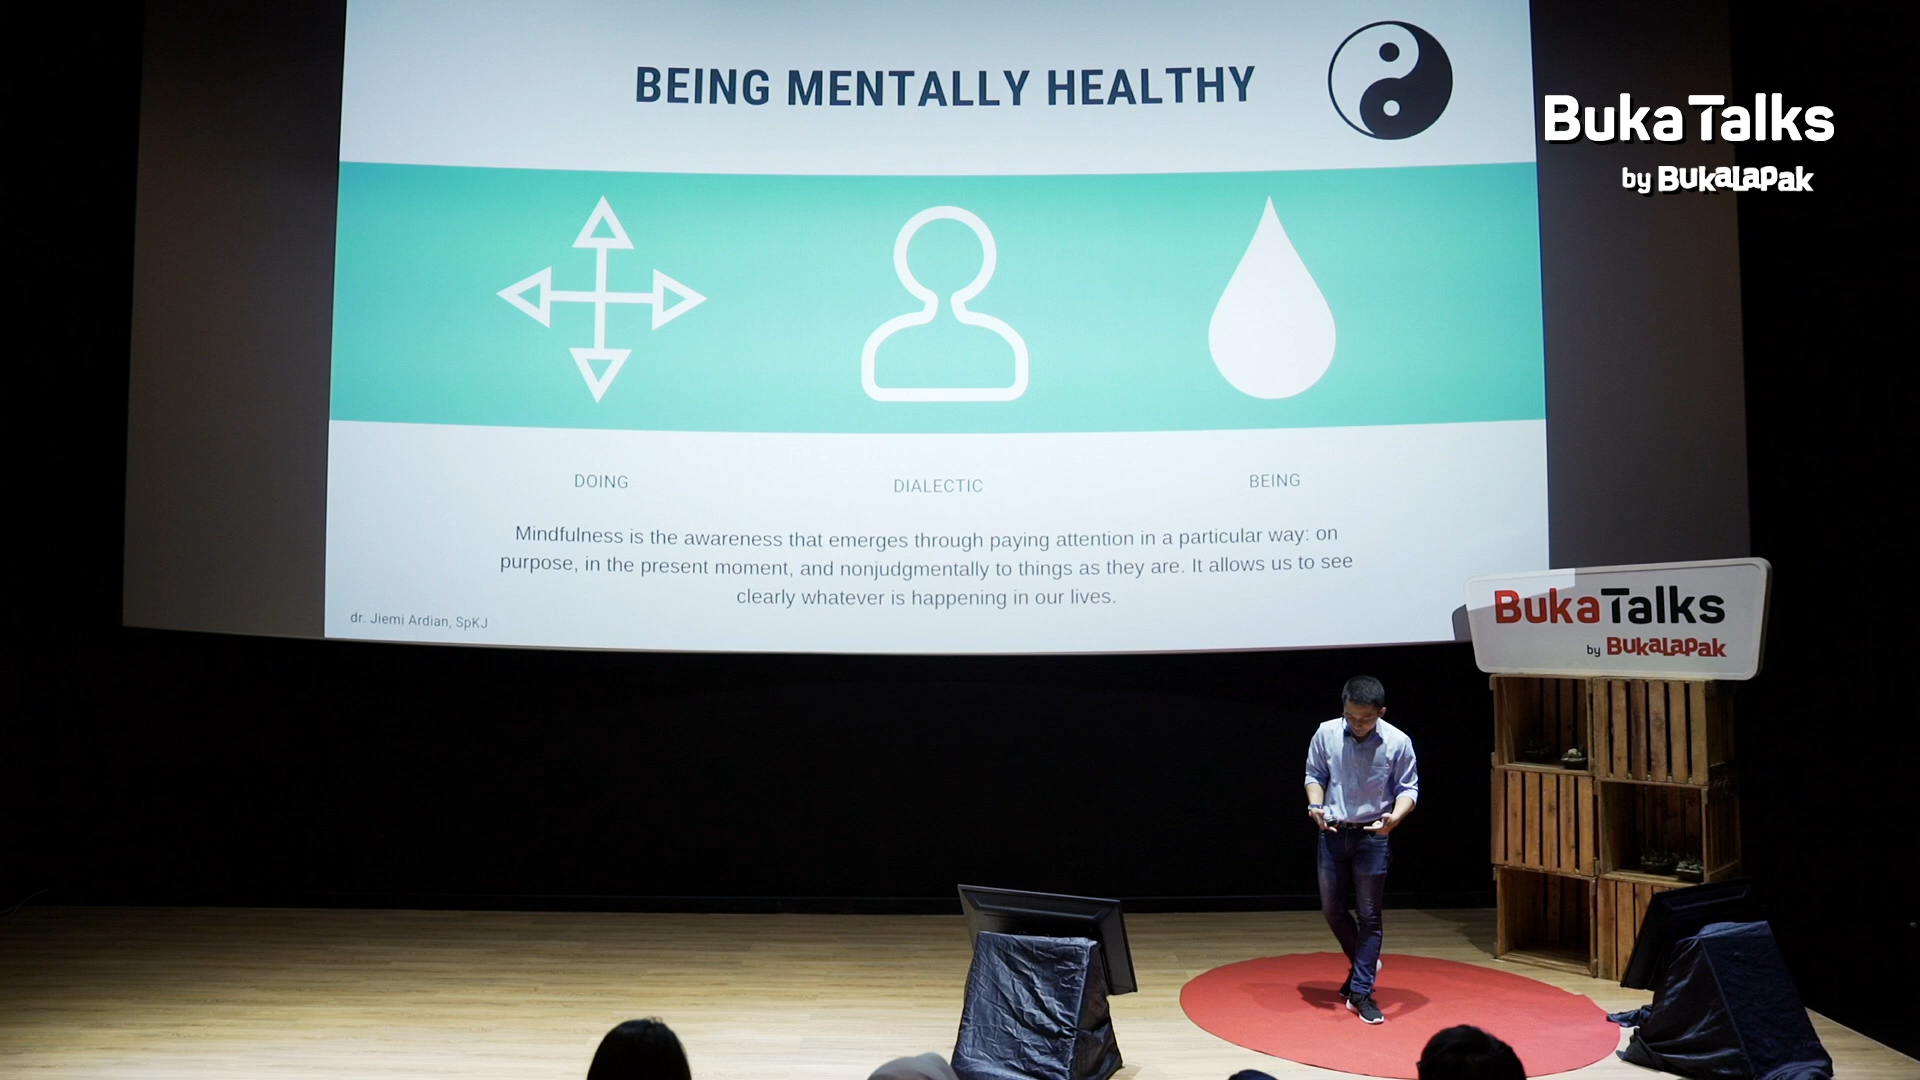 BEING MENTALLY HEALTHY
BukaTalks
by BukaLapak
DOING
DIALECTIC
BEING
Mindfulness is the awareness that emerges through paying attention in a particular way: on
purpose, in the present moment, and nonjudgmentally to things as they are. It allows us to see
clearly whatever is happening in our lives.
dr. Jiemi Ardian, SpKJ
BukaTalks
by BukaLapak